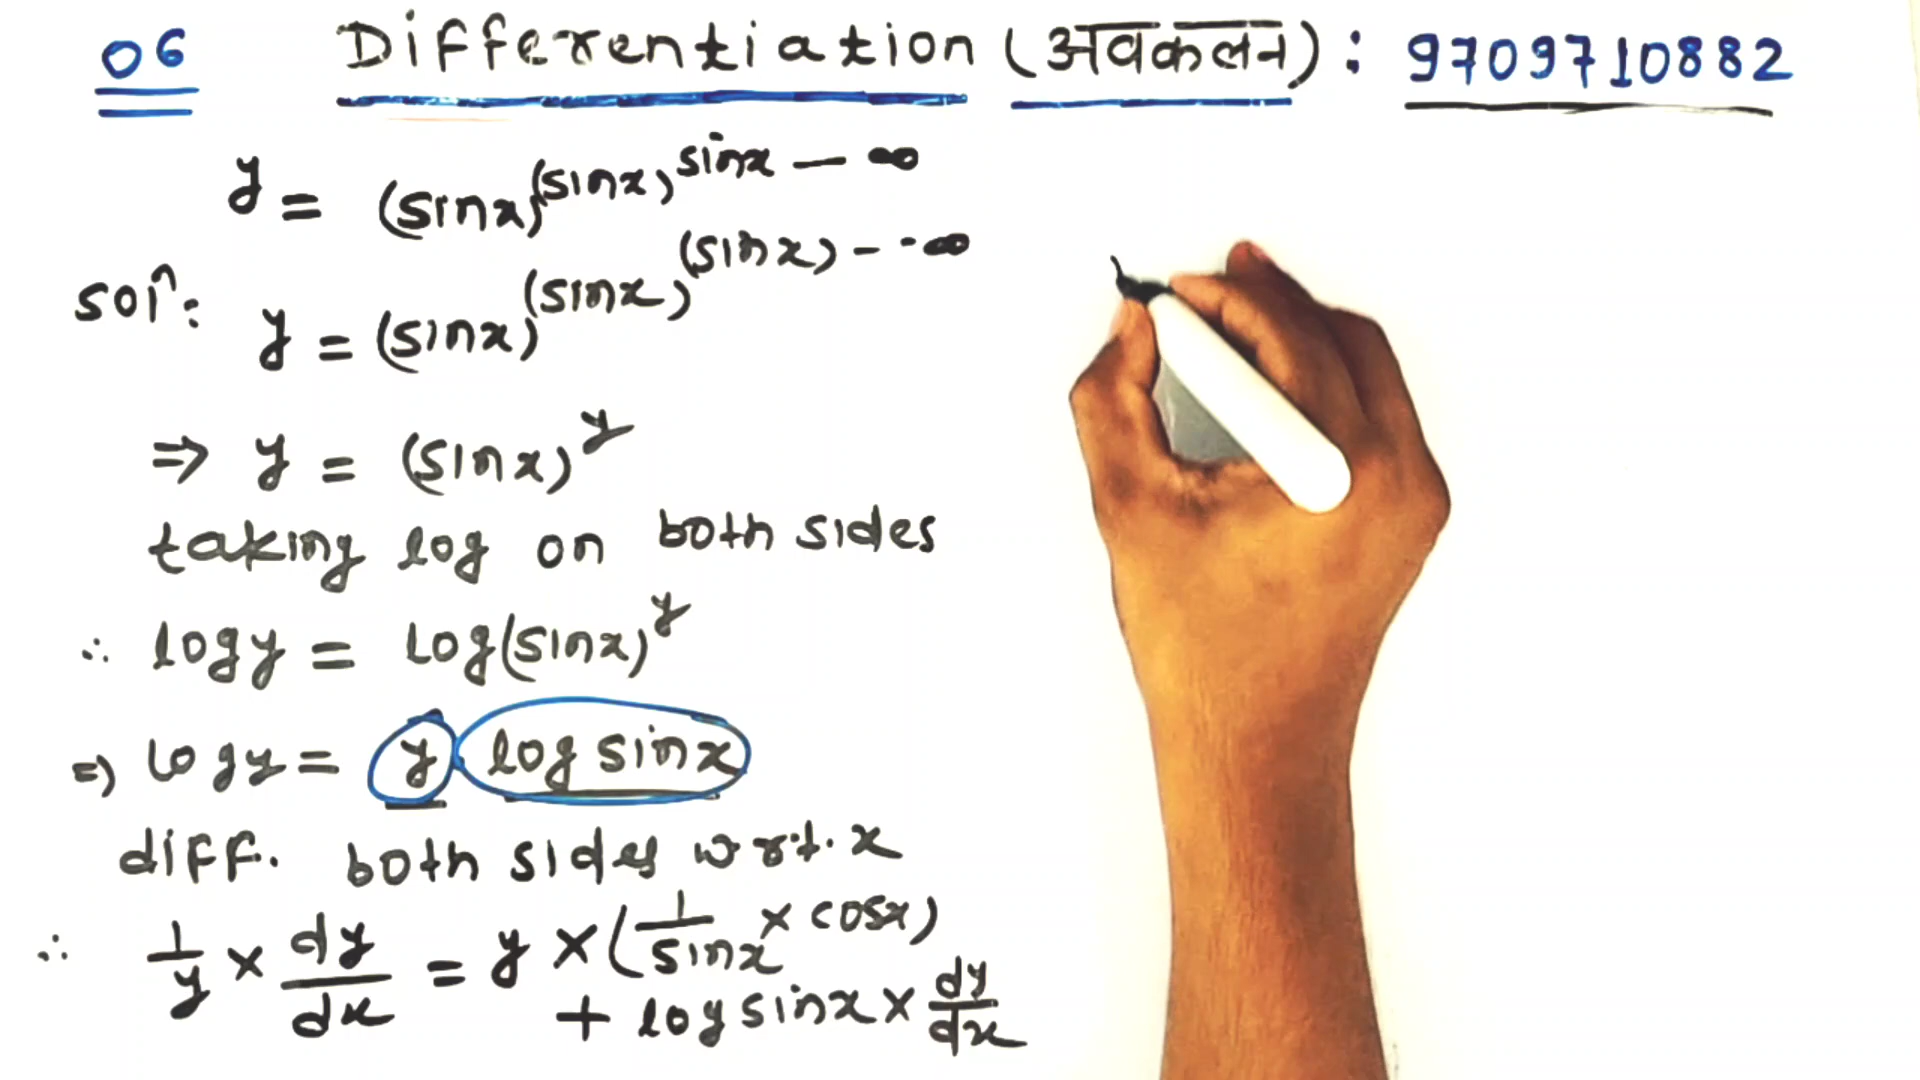 06 Differentiation (अवकलन) : 9709710882
y = (sinx)^(sinx)^sinx — ∞
Solⁿ: y = (sinx)^(sinx)^(sinx) - - ∞
⇒ y = (sinx)^y
taking log on both sides
∴ logy = log(sinx)^y
⇒ logy = y log sinx
diff. both sides w.r.t. x
∴ 1/y × dy/dx = y × (1/sinx × cosx)
+ log sinx × dy/dx